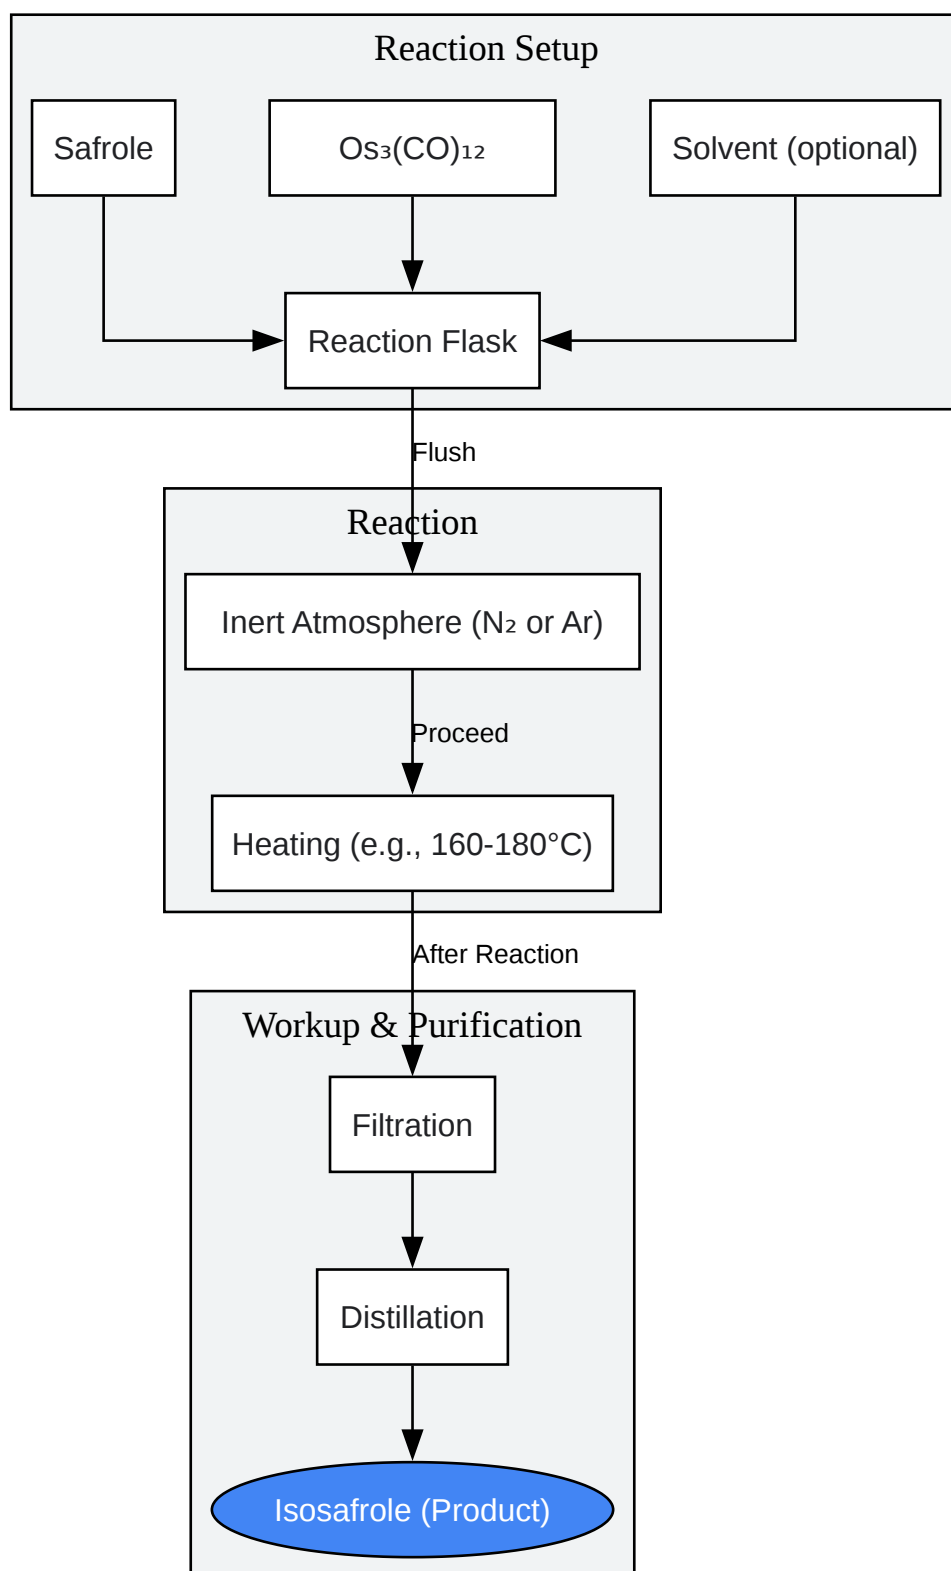 Reaction Setup
Safrole
Os₃(CO)₁₂
Solvent (optional)
Reaction Flask
Flush
Reaction
Inert Atmosphere (N₂ or Ar)
Proceed
Heating (e.g., 160-180°C)
After Reaction
Workup & Purification
Filtration
Distillation
Isosafrole (Product)